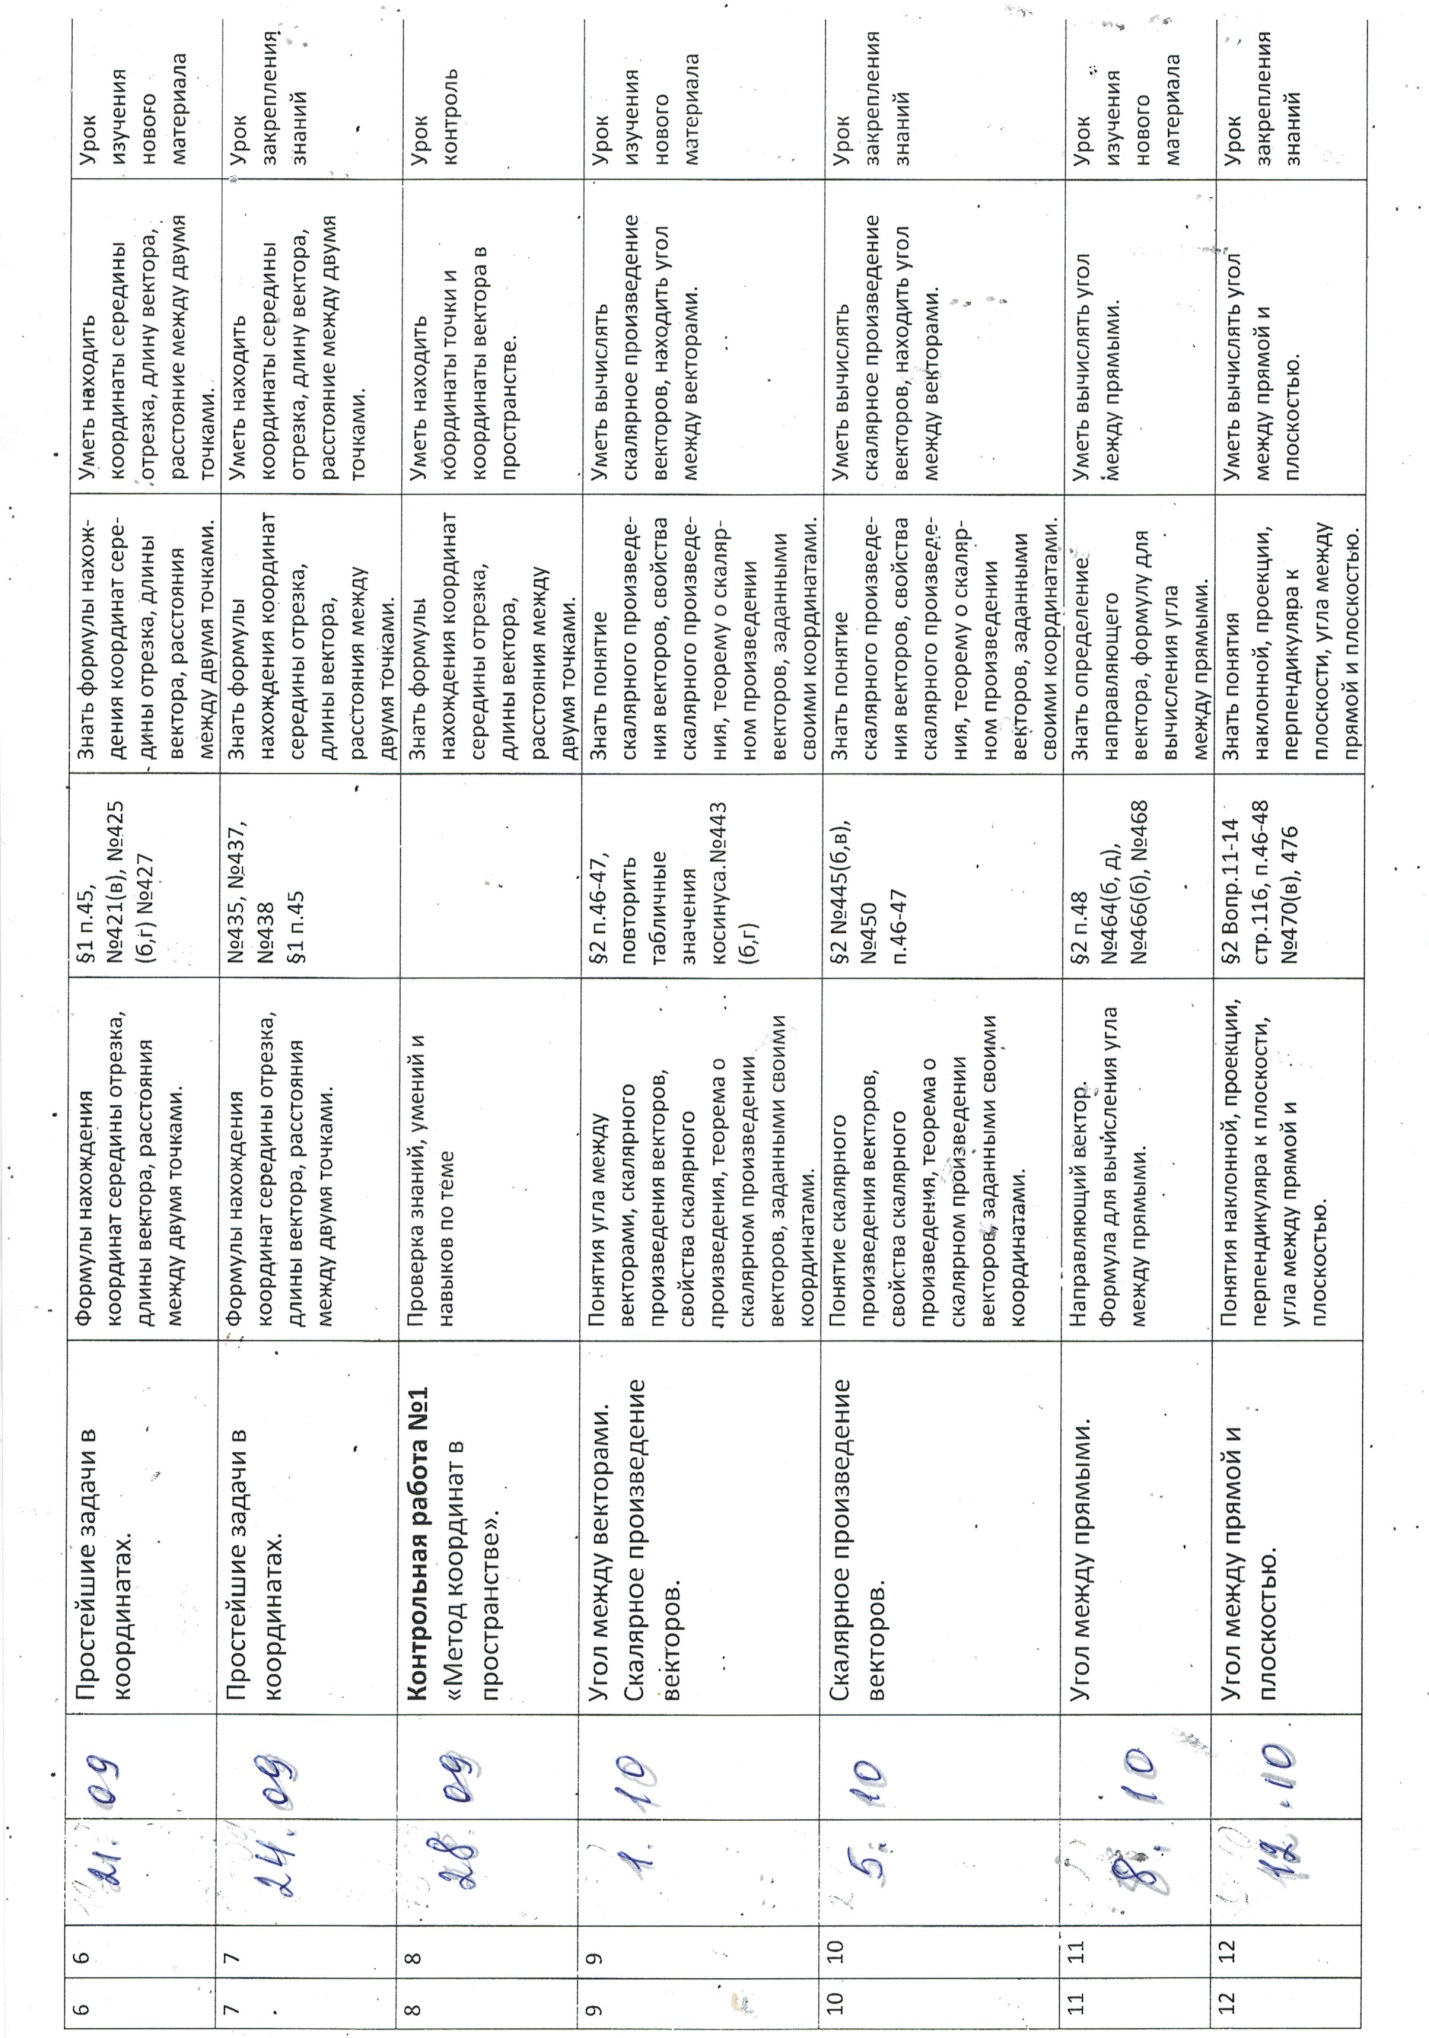 6
6
21.
09
Простейшие задачи в
координатах.
Формулы нахождения
координат середины отрезка,
длины вектора, расстояния
между двумя точками.
§1 п.45,
№421(в), №425
(б,г) №427
Знать формулы нахож-
дения координат сере-
дины отрезка, длины
вектора, расстояния
между двумя точками.
Уметь находить
координаты середины
отрезка, длину вектора,
расстояние между двумя
точками.
Урок
изучения
нового
материала
7
7
24.
09
Простейшие задачи в
координатах.
Формулы нахождения
координат середины отрезка,
длины вектора, расстояния
между двумя точками.
№435, №437,
№438
§1 п.45
Знать формулы
нахождения координат
середины отрезка,
длины вектора,
расстояния между
двумя точками.
Уметь находить
координаты середины
отрезка, длину вектора,
расстояние между двумя
точками.
Урок
закрепления
знаний
8
8
28.
09
Контрольная работа №1
«Метод координат в
пространстве».
Проверка знаний, умений и
навыков по теме
Знать формулы
нахождения координат
середины отрезка,
длины вектора,
расстояния между
двумя точками.
Уметь находить
координаты точки и
координаты вектора в
пространстве.
Урок
контроль
9
9
1.
10
Угол между векторами.
Скалярное произведение
векторов.
Понятия угла между
векторами, скалярного
произведения векторов,
свойства скалярного
произведения, теорема о
скалярном произведении
векторов, заданными своими
координатами.
§2 п.46-47,
повторить
табличные
значения
косинуса.№443
(б,г)
Знать понятие
скалярного произведе-
ния векторов, свойства
скалярного произведе-
ния, теорему о скаляр-
ном произведении
векторов, заданными
своими координатами.
Уметь вычислять
скалярное произведение
векторов, находить угол
между векторами.
Урок
изучения
нового
материала
10
10
5.
10
Скалярное произведение
векторов.
Понятие скалярного
произведения векторов,
свойства скалярного
произведения, теорема о
скалярном произведении
векторов, заданными своими
координатами.
§2 №445(б,в),
№450
п.46-47
Знать понятие
скалярного произведе-
ния векторов, свойства
скалярного произведе-
ния, теорему о скаляр-
ном произведении
векторов, заданными
своими координатами.
Уметь вычислять
скалярное произведение
векторов, находить угол
между векторами.
Урок
закрепления
знаний
11
11
8.
10
Угол между прямыми.
Направляющий вектор.
Формула для вычисления угла
между прямыми.
§2 п.48
№464(б, д),
№466(б), №468
Знать определение
направляющего
вектора, формулу для
вычисления угла
между прямыми.
Уметь вычислять угол
между прямыми.
Урок
изучения
нового
материала
12
12
12
.10.
Угол между прямой и
плоскостью.
Понятия наклонной, проекции,
перпендикуляра к плоскости,
угла между прямой и
плоскостью.
§2 Вопр.11-14
стр.116, п.46-48
№470(в), 476
Знать понятия
наклонной, проекции,
перпендикуляра к
плоскости, угла между
прямой и плоскостью.
Уметь вычислять угол
между прямой и
плоскостью.
Урок
закрепления
знаний